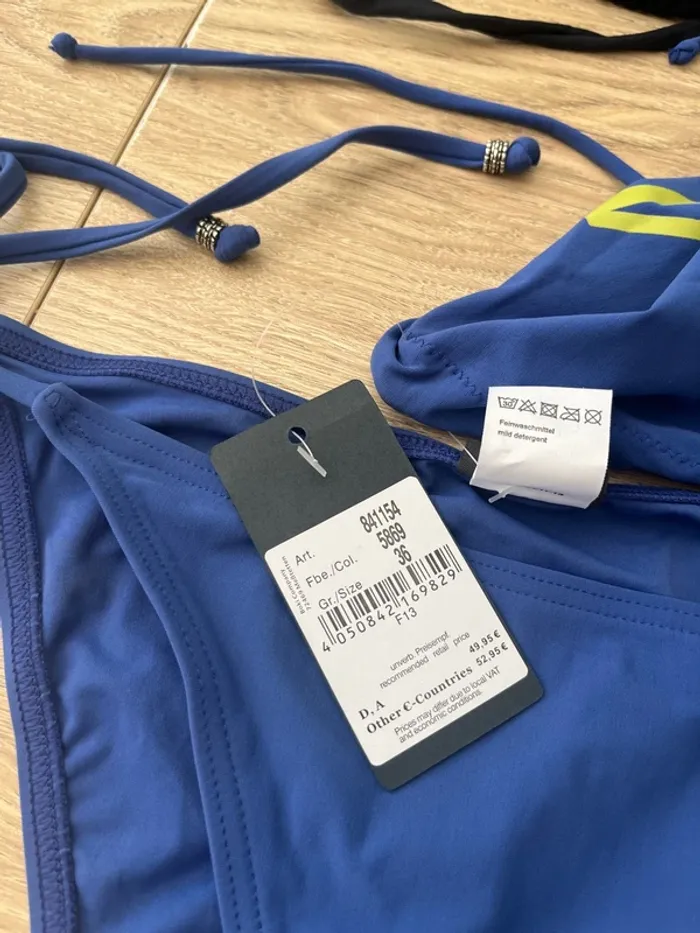 30
Feinwaschmittel
mild detergent
Art. 841154
Fbe./Col. 5869
Gr./Size 36
4 050842 169829
F13
unverb. Preisempf.
recommended retail price
D, A 49,95 €
Other €-Countries 52,95 €
Prices may differ due to local VAT
and economic conditions.